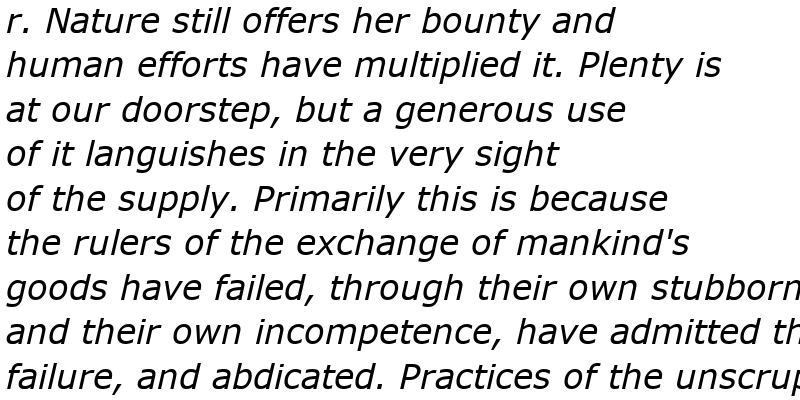 r. Nature still offers her bounty and
human efforts have multiplied it. Plenty is
at our doorstep, but a generous use
of it languishes in the very sight
of the supply. Primarily this is because
the rulers of the exchange of mankind's
goods have failed, through their own stubborn
and their own incompetence, have admitted
failure, and abdicated. Practices of the